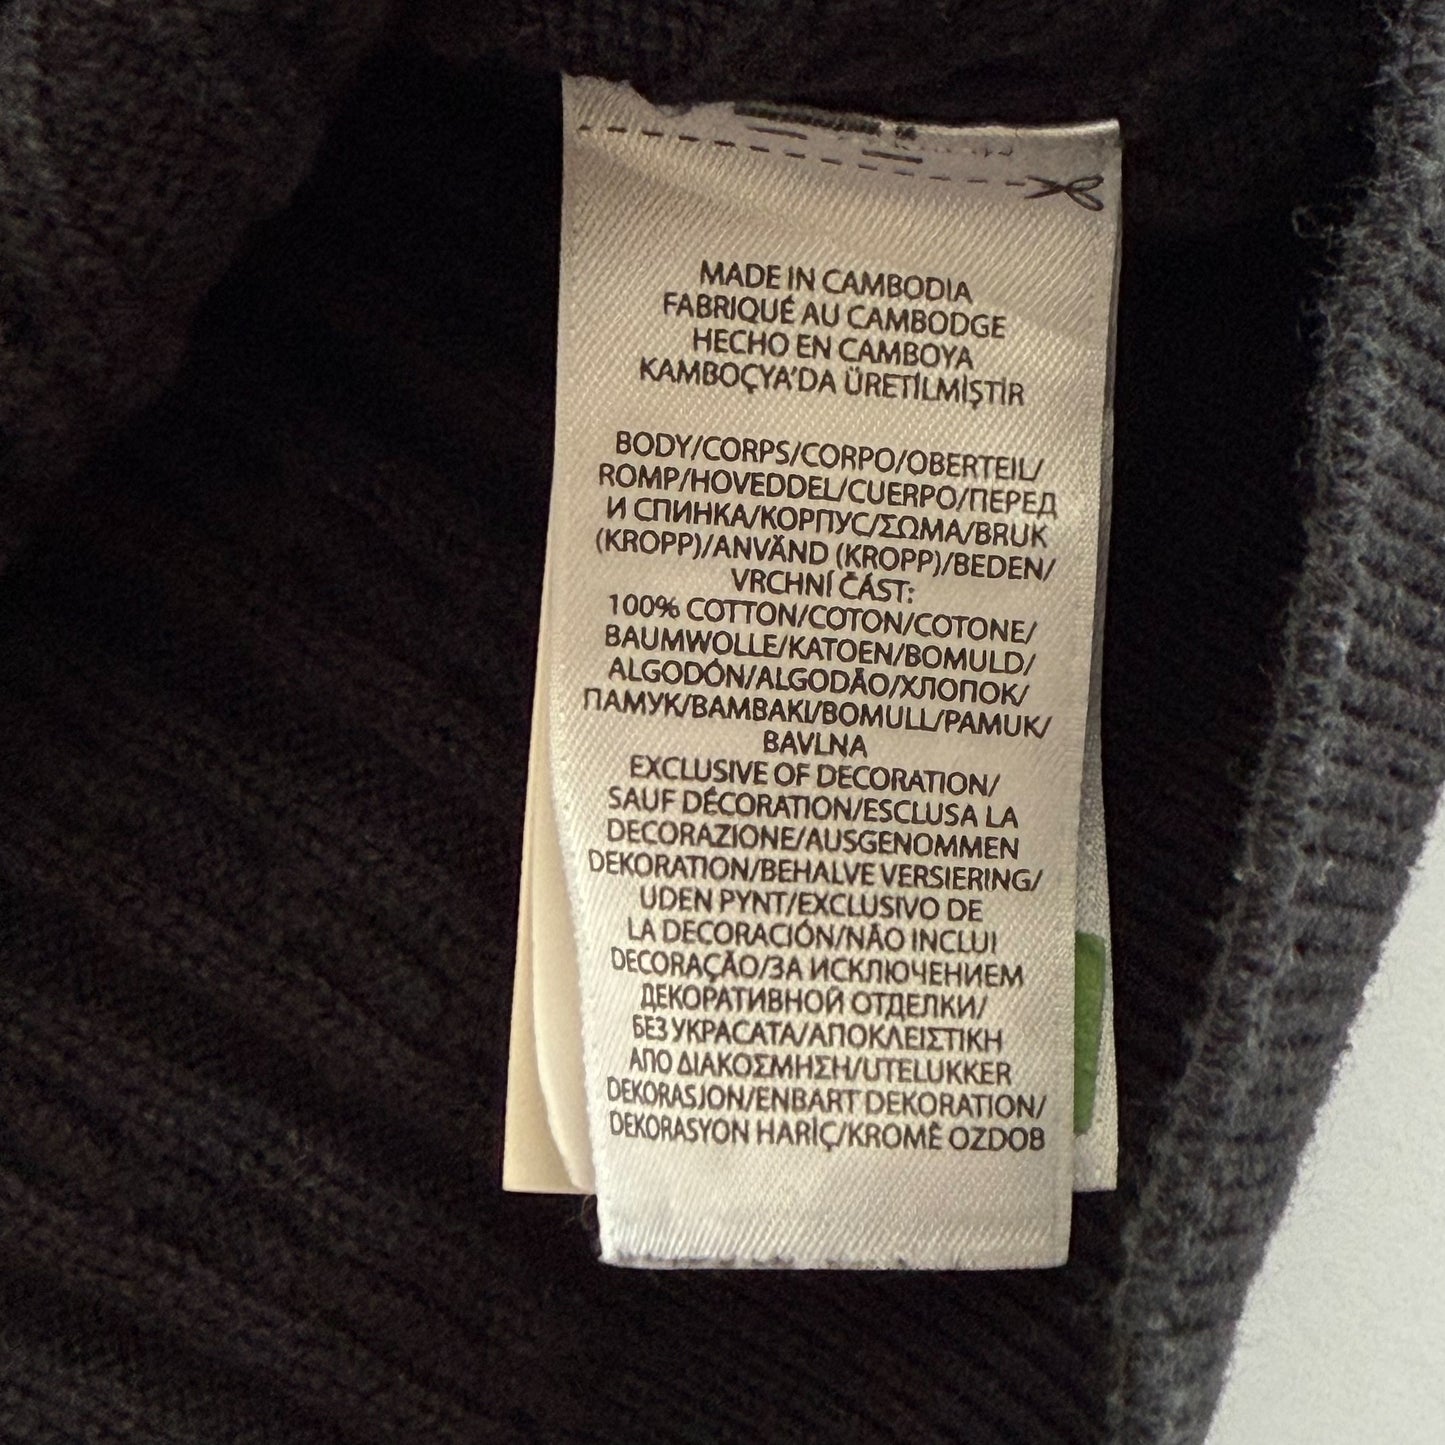 MADE IN CAMBODIA
FABRIQUÉ AU CAMBODGE
HECHO EN CAMBOYA
KAMBOÇYA'DA ÜRETİLMİŞTİR
BODY/CORPS/CORPO/OBERTEIL/
ROMP/HOVEDDEL/CUERPO/ПЕРЕД
И СПИНКА/КОРПУС/ΣΩΜΑ/BRUK
(KROPP)/ANVÄND (KROPP)/BEDEN/
VRCHNÍ ČÁST:
100% COTTON/COTON/COTONE/
BAUMWOLLE/KATOEN/BOMULD/
ALGODÓN/ALGODÃO/ХЛОПОК/
ПАМУК/BAMBAKI/BOMULL/PAMUK/
BAVLNA
EXCLUSIVE OF DECORATION/
SAUF DÉCORATION/ESCLUSA LA
DECORAZIONE/AUSGENOMMEN
DEKORATION/BEHALVE VERSIERING/
UDEN PYNT/EXCLUSIVO DE
LA DECORACIÓN/NÃO INCLUI
DECORAÇÃO/ЗА ИСКЛЮЧЕНИЕМ
ДЕКОРАТИВНОЙ ОТДЕЛКИ/
БЕЗ УКРАСАТА/ΑΠΟΚΛΕΙΣΤΙΚΗ
ΑΠΟ ΔΙΑΚΟΣΜΗΣΗ/UTELUKKER
DEKORASJON/ENBART DEKORATION/
DEKORASYON HARİÇ/KROMĚ OZDOB